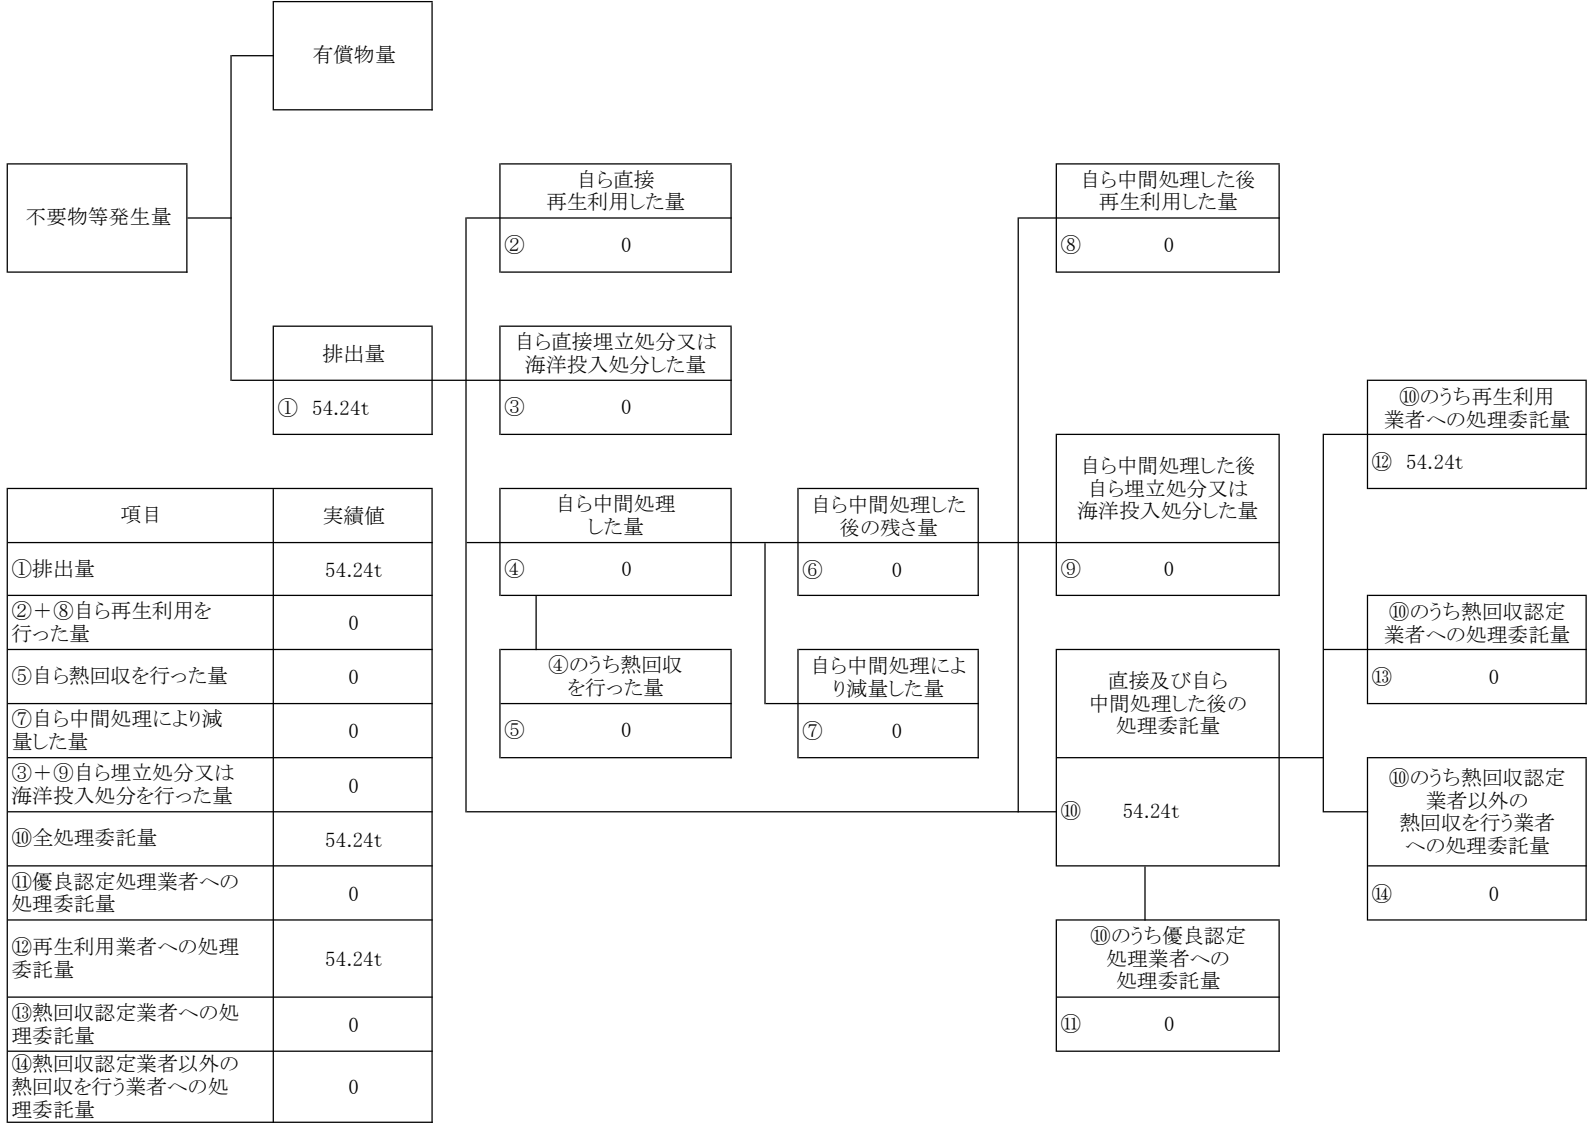 有償物量
不要物等発生量
自ら直接
再生利用した量
② 0
自ら中間処理した後
再生利用した量
⑧ 0
排出量
① 54.24t
自ら直接埋立処分又は
海洋投入処分した量
③ 0
⑩のうち再生利用
業者への処理委託量
⑫ 54.24t
自ら中間処理した後
自ら埋立処分又は
海洋投入処分した量
⑨ 0
自ら中間処理
した量
④ 0
自ら中間処理した
後の残さ量
⑥ 0
⑩のうち熱回収認定
業者への処理委託量
⑬ 0
④のうち熱回収
を行った量
⑤ 0
自ら中間処理によ
り減量した量
⑦ 0
直接及び自ら
中間処理した後の
処理委託量
⑩ 54.24t
⑩のうち熱回収認定
業者以外の
熱回収を行う業者
への処理委託量
⑭ 0
⑩のうち優良認定
処理業者への
処理委託量
⑪ 0
項目 実績値
①排出量 54.24t
②＋⑧自ら再生利用を
行った量 0
⑤自ら熱回収を行った量 0
⑦自ら中間処理により減
量した量 0
③＋⑨自ら埋立処分又は
海洋投入処分を行った量 0
⑩全処理委託量 54.24t
⑪優良認定処理業者への
処理委託量 0
⑫再生利用業者への処理
委託量 54.24t
⑬熱回収認定業者への処
理委託量 0
⑭熱回収認定業者以外の
熱回収を行う業者への処
理委託量 0